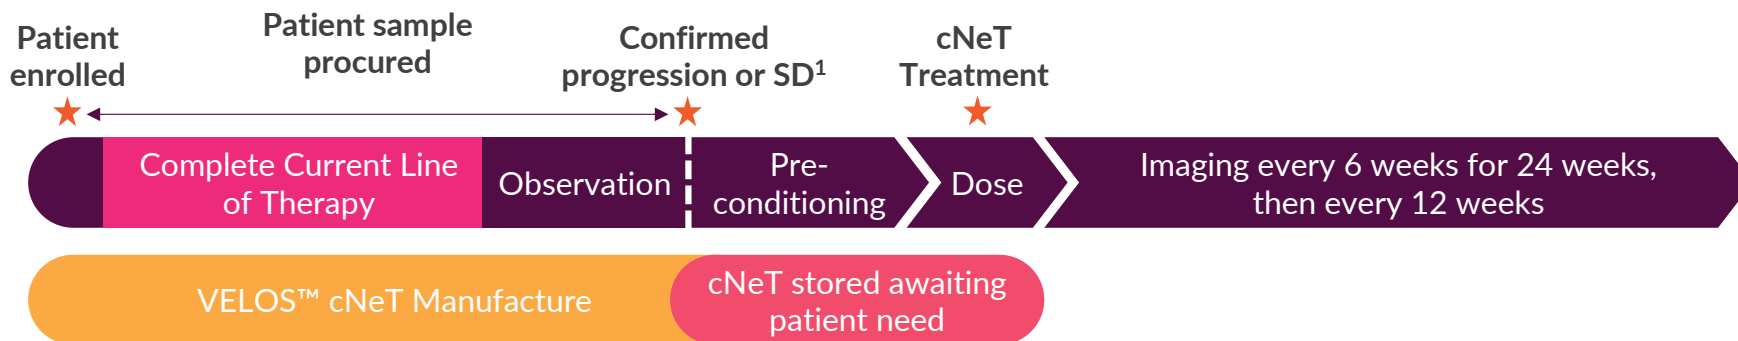 Patient
enrolled
Patient sample
procured
Confirmed
progression or SD¹
cNeT
Treatment
Complete Current Line
of Therapy
Observation
Pre-
conditioning
Dose
Imaging every 6 weeks for 24 weeks,
then every 12 weeks
VELOS™ cNeT Manufacture
cNeT stored awaiting
patient need